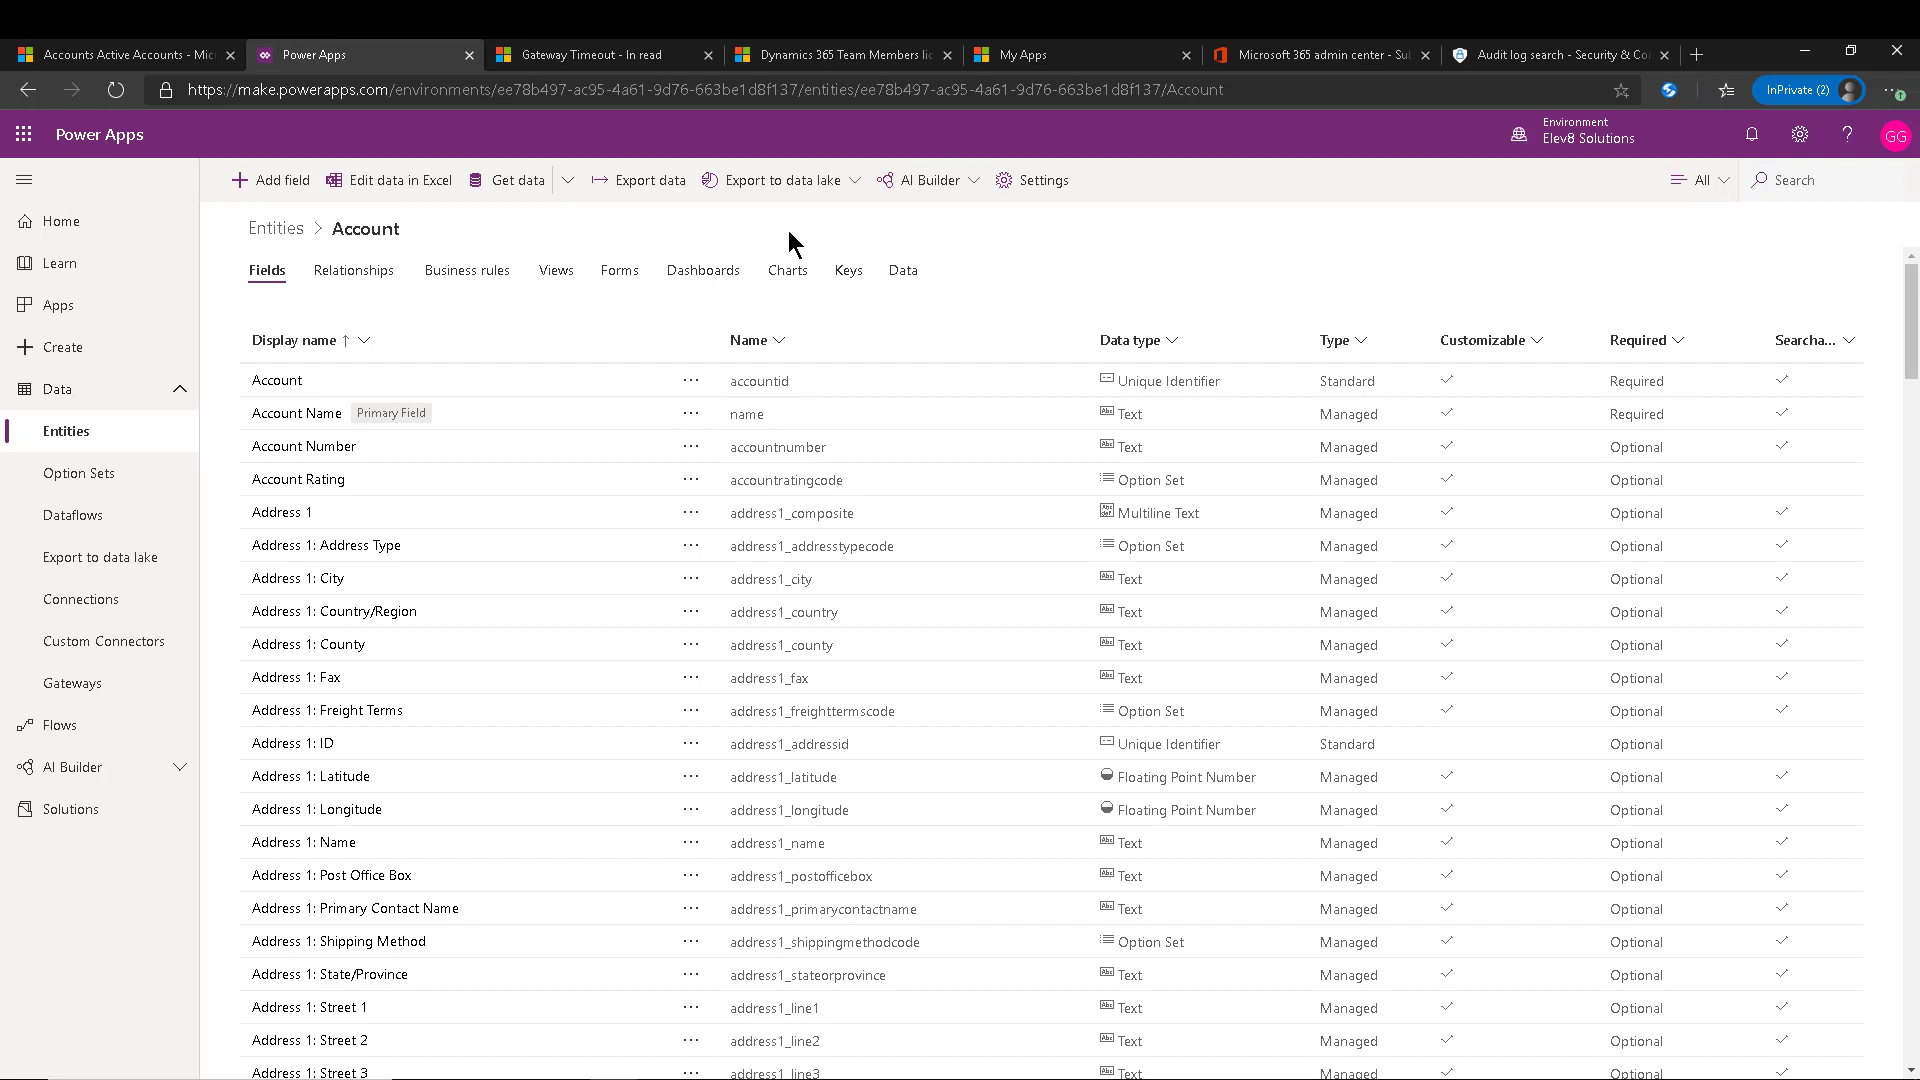 Accounts Active Accounts - Mic
Power Apps
Gateway Timeout - In read
Dynamics 365 Team Members lic
My Apps
Microsoft 365 admin center - Su
Audit log search - Security & Co
https://make.powerapps.com/environments/ee78b497-ac95-4a61-9d76-663be1d8f137/entities/ee78b497-ac95-4a61-9d76-663be1d8f137/Account
InPrivate (2)
Power Apps
Environment
Elev8 Solutions
GG
Add field
Edit data in Excel
Get data
Export data
Export to data lake
AI Builder
Settings
All
Search
Home
Learn
Apps
Create
Data
Entities
Option Sets
Dataflows
Export to data lake
Connections
Custom Connectors
Gateways
Flows
AI Builder
Solutions
Entities > Account
Fields Relationships Business rules Views Forms Dashboards Charts Keys Data
Display name ↑ Name Data type Type Customizable Required Searcha...
Account ··· accountid Unique Identifier Standard ✓ Required ✓
Account Name Primary Field ··· name Text Managed ✓ Required ✓
Account Number ··· accountnumber Text Managed ✓ Optional ✓
Account Rating ··· accountratingcode Option Set Managed ✓ Optional
Address 1 ··· address1_composite Multiline Text Managed ✓ Optional ✓
Address 1: Address Type ··· address1_addresstypecode Option Set Managed ✓ Optional ✓
Address 1: City ··· address1_city Text Managed ✓ Optional ✓
Address 1: Country/Region ··· address1_country Text Managed ✓ Optional ✓
Address 1: County ··· address1_county Text Managed ✓ Optional ✓
Address 1: Fax ··· address1_fax Text Managed ✓ Optional ✓
Address 1: Freight Terms ··· address1_freighttermscode Option Set Managed ✓ Optional ✓
Address 1: ID ··· address1_addressid Unique Identifier Standard Optional
Address 1: Latitude ··· address1_latitude Floating Point Number Managed ✓ Optional ✓
Address 1: Longitude ··· address1_longitude Floating Point Number Managed ✓ Optional ✓
Address 1: Name ··· address1_name Text Managed ✓ Optional ✓
Address 1: Post Office Box ··· address1_postofficebox Text Managed ✓ Optional ✓
Address 1: Primary Contact Name ··· address1_primarycontactname Text Managed ✓ Optional ✓
Address 1: Shipping Method ··· address1_shippingmethodcode Option Set Managed ✓ Optional ✓
Address 1: State/Province ··· address1_stateorprovince Text Managed ✓ Optional ✓
Address 1: Street 1 ··· address1_line1 Text Managed ✓ Optional ✓
Address 1: Street 2 ··· address1_line2 Text Managed ✓ Optional ✓
Address 1: Street 3 ··· address1_line3 Text Managed ✓ Optional ✓